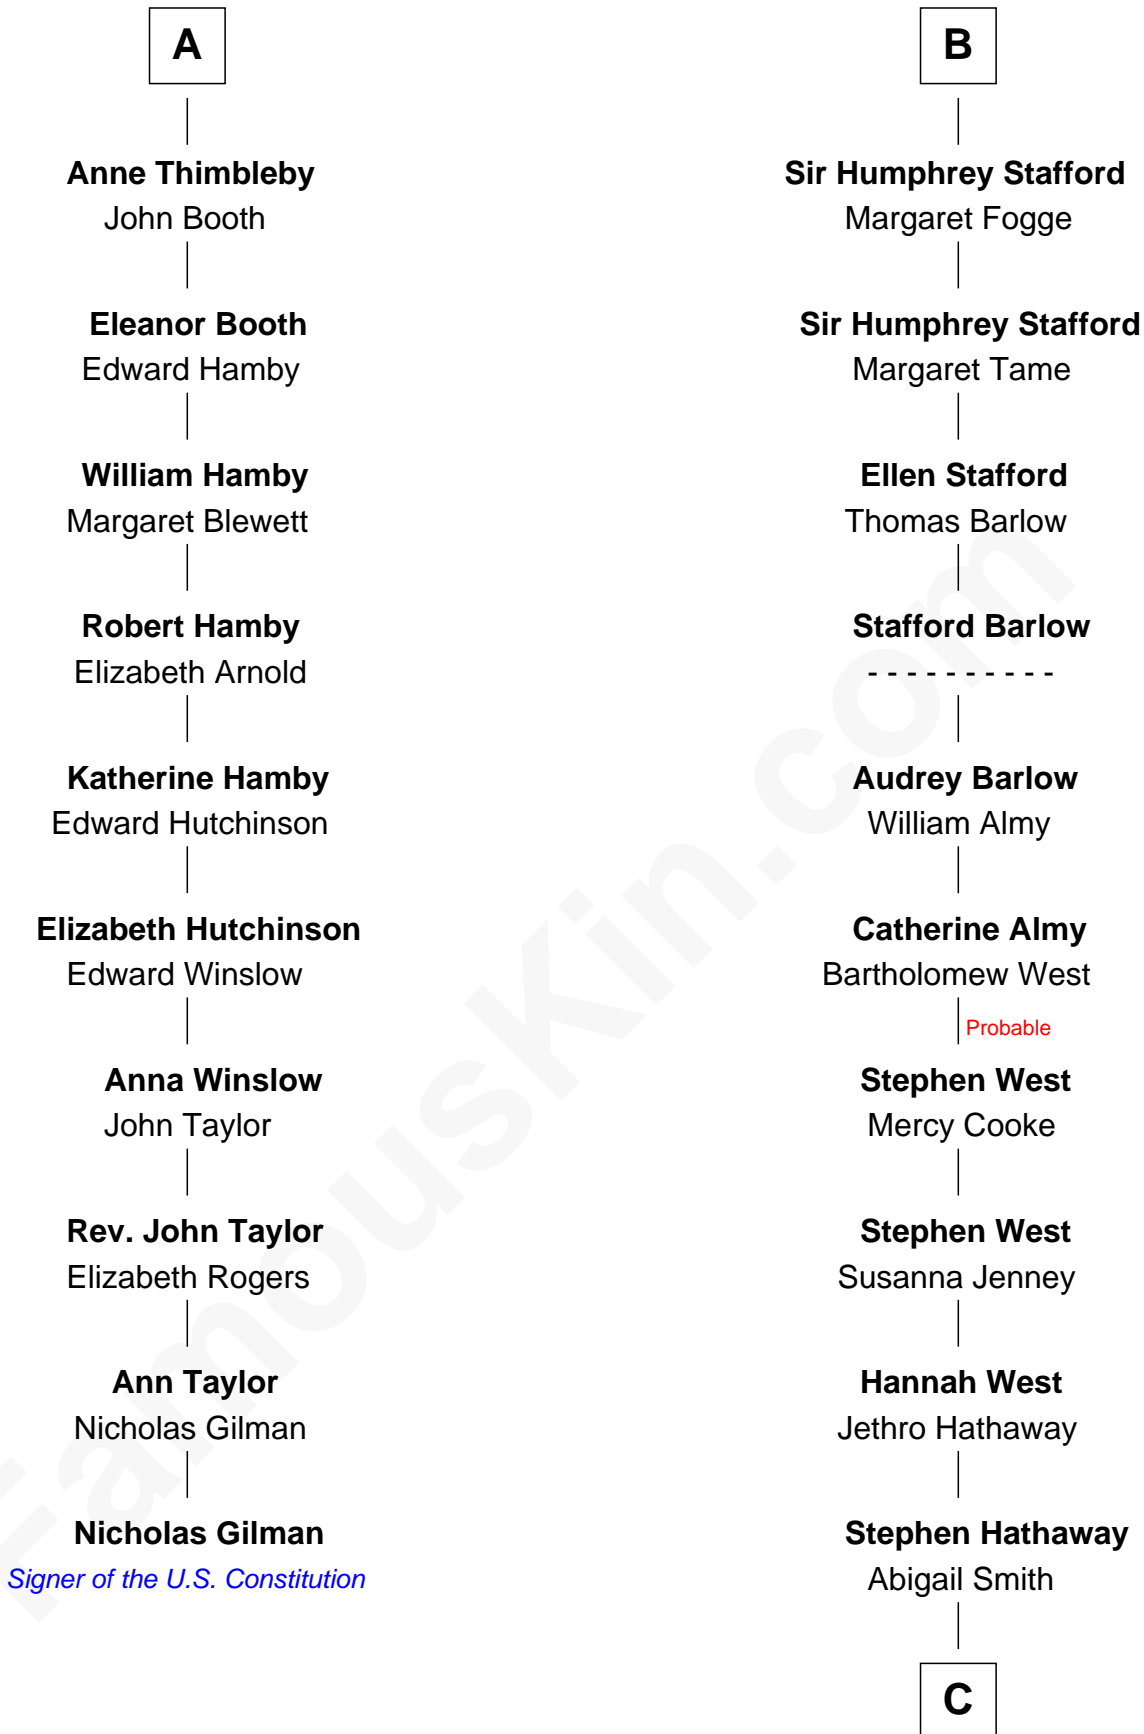 A
Anne Thimbleby
John Booth
Eleanor Booth
Edward Hamby
William Hamby
Margaret Blewett
Robert Hamby
Elizabeth Arnold
Katherine Hamby
Edward Hutchinson
Elizabeth Hutchinson
Edward Winslow
Anna Winslow
John Taylor
Rev. John Taylor
Elizabeth Rogers
Ann Taylor
Nicholas Gilman
Nicholas Gilman
Signer of the U.S. Constitution
B
Sir Humphrey Stafford
Margaret Fogge
Sir Humphrey Stafford
Margaret Tame
Ellen Stafford
Thomas Barlow
Stafford Barlow
- - - - - - - - - -
Audrey Barlow
William Almy
Catherine Almy
Bartholomew West
Probable
Stephen West
Mercy Cooke
Stephen West
Susanna Jenney
Hannah West
Jethro Hathaway
Stephen Hathaway
Abigail Smith
C
FamousKin.com